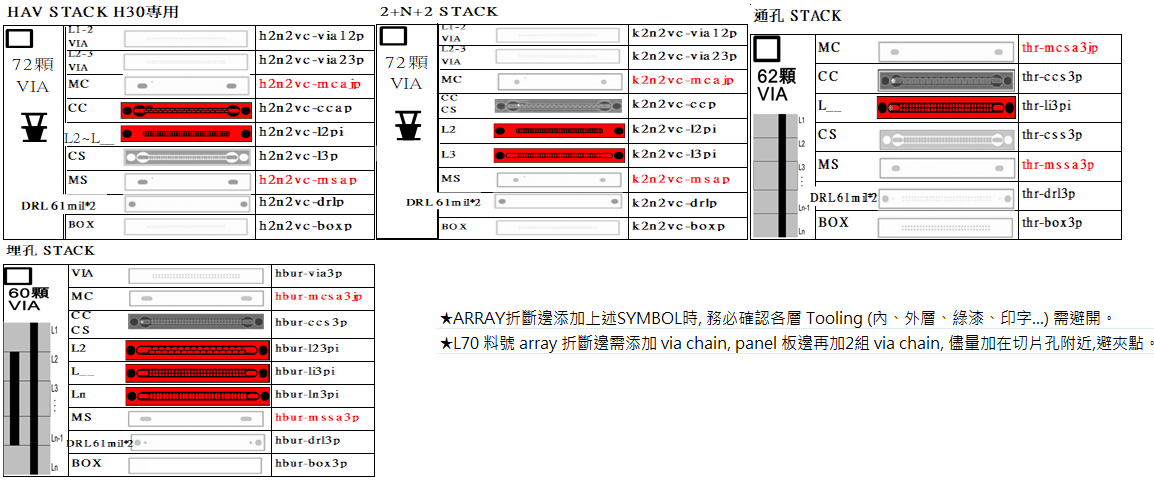 HAV STACK H30專用
72顆
VIA
L1-2
VIA
h2n2vc-via12p
L2-3
VIA
h2n2vc-via23p
MC
h2n2vc-mcajp
CC
h2n2vc-ccap
L2~L__
h2n2vc-l2pi
CS
h2n2vc-l3p
MS
h2n2vc-msap
DRL 61mil*2
h2n2vc-drlp
BOX
h2n2vc-boxp
2+N+2 STACK
72顆
VIA
L1-2
VIA
k2n2vc-via12p
L2-3
VIA
k2n2vc-via23p
MC
k2n2vc-mcajp
CC
CS
k2n2vc-ccp
L2
k2n2vc-l2pi
L3
k2n2vc-l3pi
MS
k2n2vc-msap
DRL 61mil*2
k2n2vc-drlp
BOX
k2n2vc-boxp
通孔 STACK
62顆
VIA
L1
L2
L3
Ln-1
Ln
MC
thr-mcsa3jp
CC
thr-ccs3p
L__
thr-li3pi
CS
thr-css3p
MS
thr-mssa3p
DRL61mil*2
thr-drl3p
BOX
thr-box3p
埋孔 STACK
60顆
VIA
L1
L2
L3
Ln-1
Ln
VIA
hbur-via3p
MC
hbur-mcsa3jp
CC
CS
hbur-ccs3p
L2
hbur-l23pi
L__
hbur-li3pi
Ln
hbur-ln3pi
MS
hbur-mssa3p
DRL61mil*2
hbur-drl3p
BOX
hbur-box3p
★ARRAY折斷邊添加上述SYMBOL時, 務必確認各層 Tooling (內、外層、綠漆、印字...) 需避開。
★L70 料號 array 折斷邊需添加 via chain, panel 板邊再加2組 via chain, 儘量加在切片孔附近,避夾點。